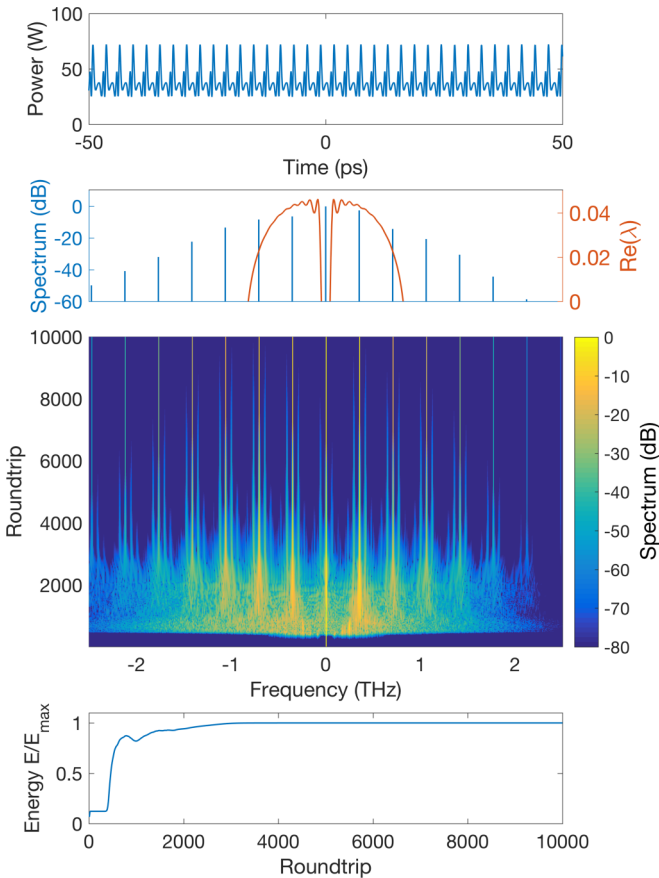 100
50
0
Power (W)
-50 0 50
Time (ps)
0
-20
-40
-60
Spectrum (dB)
0.04
0.02
0
Re(λ)
10000
8000
6000
4000
2000
Roundtrip
-2 -1 0 1 2
Frequency (THz)
0
-10
-20
-30
-40
-50
-60
-70
-80
Spectrum (dB)
1
0.5
0
Energy E/Emax
0 2000 4000 6000 8000 10000
Roundtrip